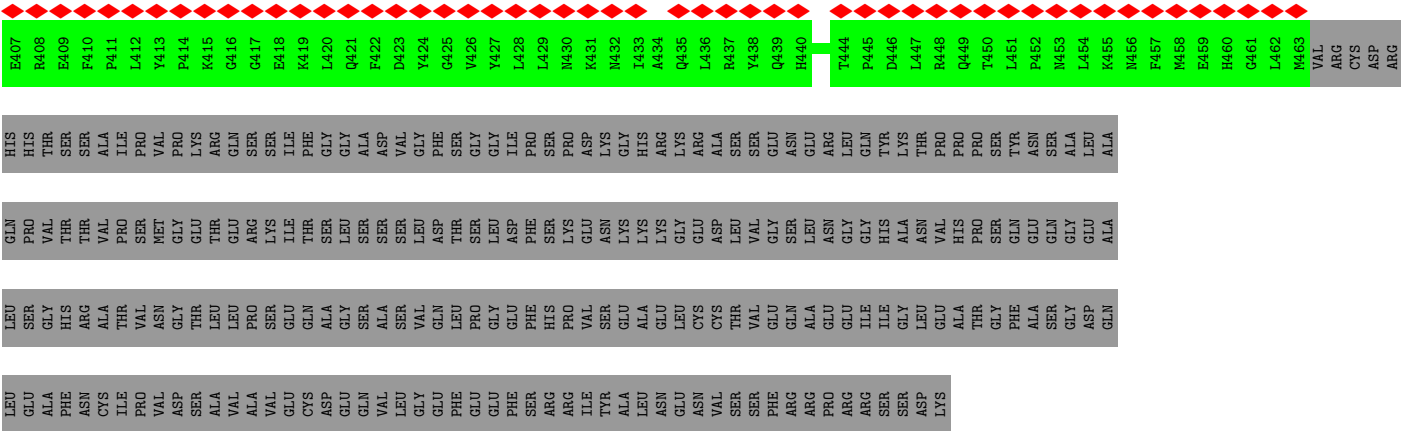 E407 R408 E409 F410 P411 L412 Y413 P414 K415 G416 G417 E418 K419 L420 Q421 F422 D423 Y424 G425 V426 Y427 L428 L429 N430 K431 N432 I433 A434 Q435 L436 R437 Y438 Q439 H440 T444 P445 D446 L447 R448 Q449 T450 L451 P452 N453 L454 K455 N456 F457 M458 E459 H460 G461 L462 M463 VAL ARG CYS ASP ARG
HIS HIS THR SER SER ALA ILE PRO VAL PRO LYS ARG GLN SER SER ILE PHE GLY GLY ALA ASP VAL GLY PHE SER GLY GLY ILE PRO SER PRO ASP LYS GLY HIS ARG LYS ARG ALA SER SER GLU ASN GLU ARG LEU GLN TYR LYS THR PRO PRO PRO SER TYR ASN SER ALA LEU ALA
GLN PRO VAL THR THR VAL PRO SER MET GLY GLU THR GLU ARG LYS ILE THR SER LEU SER SER SER LEU ASP THR SER LEU ASP PHE SER LYS GLU ASN LYS LYS LYS GLY GLU ASP LEU VAL GLY SER LEU ASN GLY GLY HIS ALA ASN VAL HIS PRO SER GLN GLU GLN GLY GLU ALA
LEU SER GLY HIS ARG ALA THR VAL ASN GLY THR LEU LEU PRO SER GLU GLN ALA GLY SER ALA SER VAL GLN LEU PRO GLY GLU PHE HIS PRO VAL SER GLU ALA GLU LEU CYS CYS THR VAL GLU GLN ALA GLU GLU ILE ILE GLY LEU GLU ALA THR GLY PHE ALA SER GLY ASP GLN
LEU GLU ALA PHE ASN CYS ILE PRO VAL ASP SER ALA VAL ALA VAL GLU CYS ASP GLU GLN VAL LEU GLY GLU PHE GLU GLU PHE SER ARG ARG ILE TYR ALA LEU ASN GLU ASN VAL SER SER PHE ARG ARG PRO ARG ARG SER SER ASP LYS